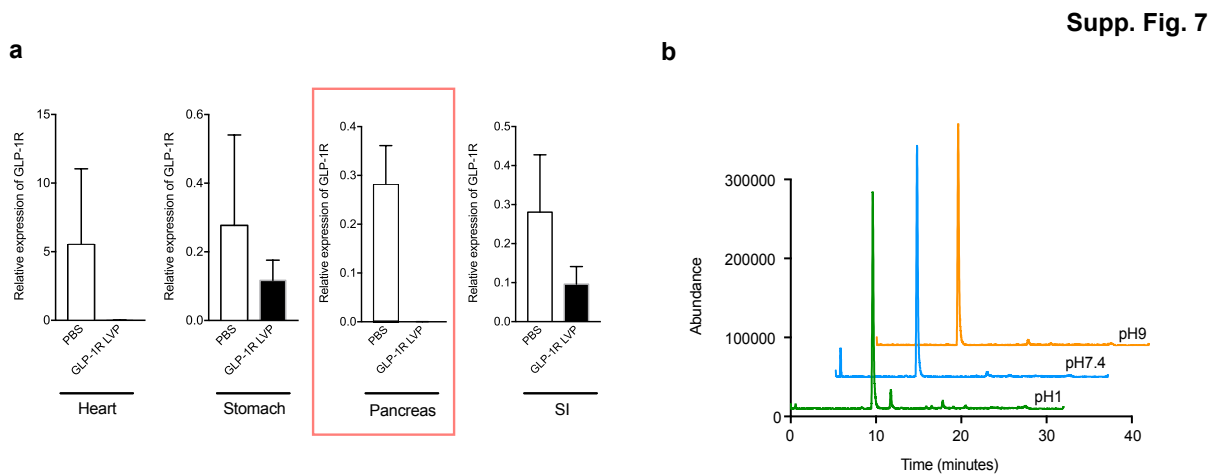 Supp. Fig. 7
a
Relative expression of GLP-1R
15
10
5
0
PBS
GLP-1R LVP
Heart
Relative expression of GLP-1R
0.6
0.4
0.2
0.0
PBS
GLP-1R LVP
Stomach
Relative expression of GLP-1R
0.4
0.3
0.2
0.1
0.0
PBS
GLP-1R LVP
Pancreas
Relative expression of GLP-1R
0.5
0.4
0.3
0.2
0.1
0.0
PBS
GLP-1R LVP
SI
b
Abundance
300000
200000
100000
0
pH9
pH7.4
pH1
0 10 20 30 40
Time (minutes)